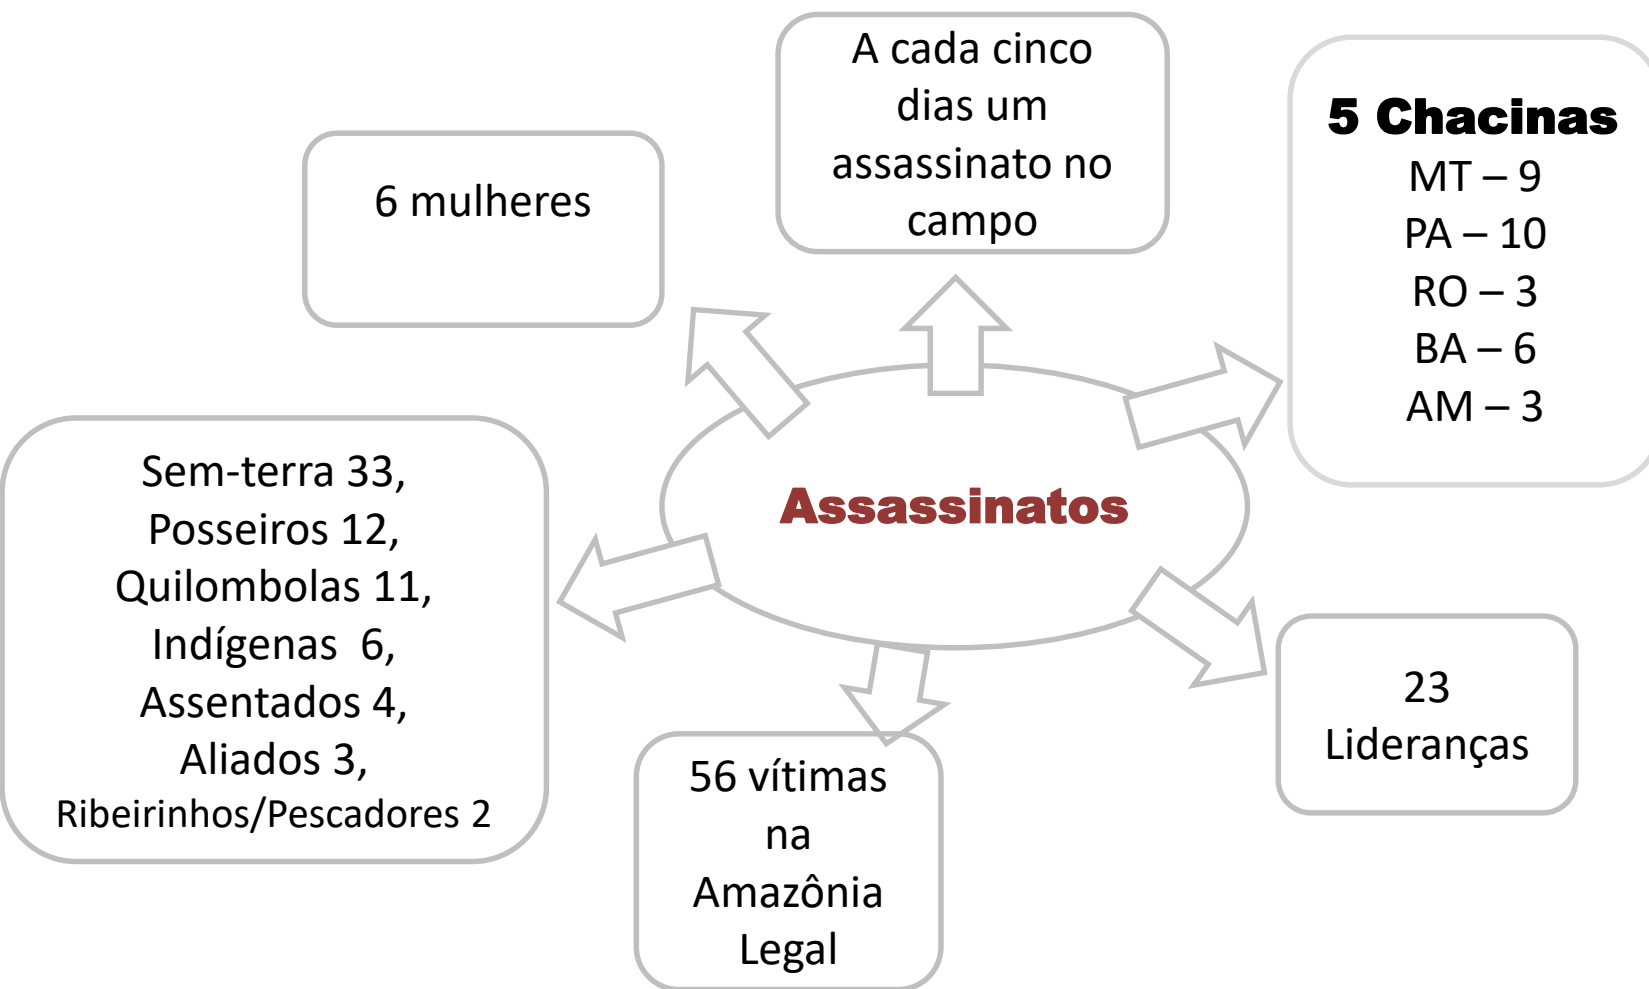 A cada cinco
dias um
assassinato no
campo
5 Chacinas
MT – 9
PA – 10
RO – 3
BA – 6
AM – 3
6 mulheres
Assassinatos
Sem-terra 33,
Posseiros 12,
Quilombolas 11,
Indígenas  6,
Assentados 4,
Aliados 3,
Ribeirinhos/Pescadores 2
23
Lideranças
56 vítimas
na
Amazônia
Legal